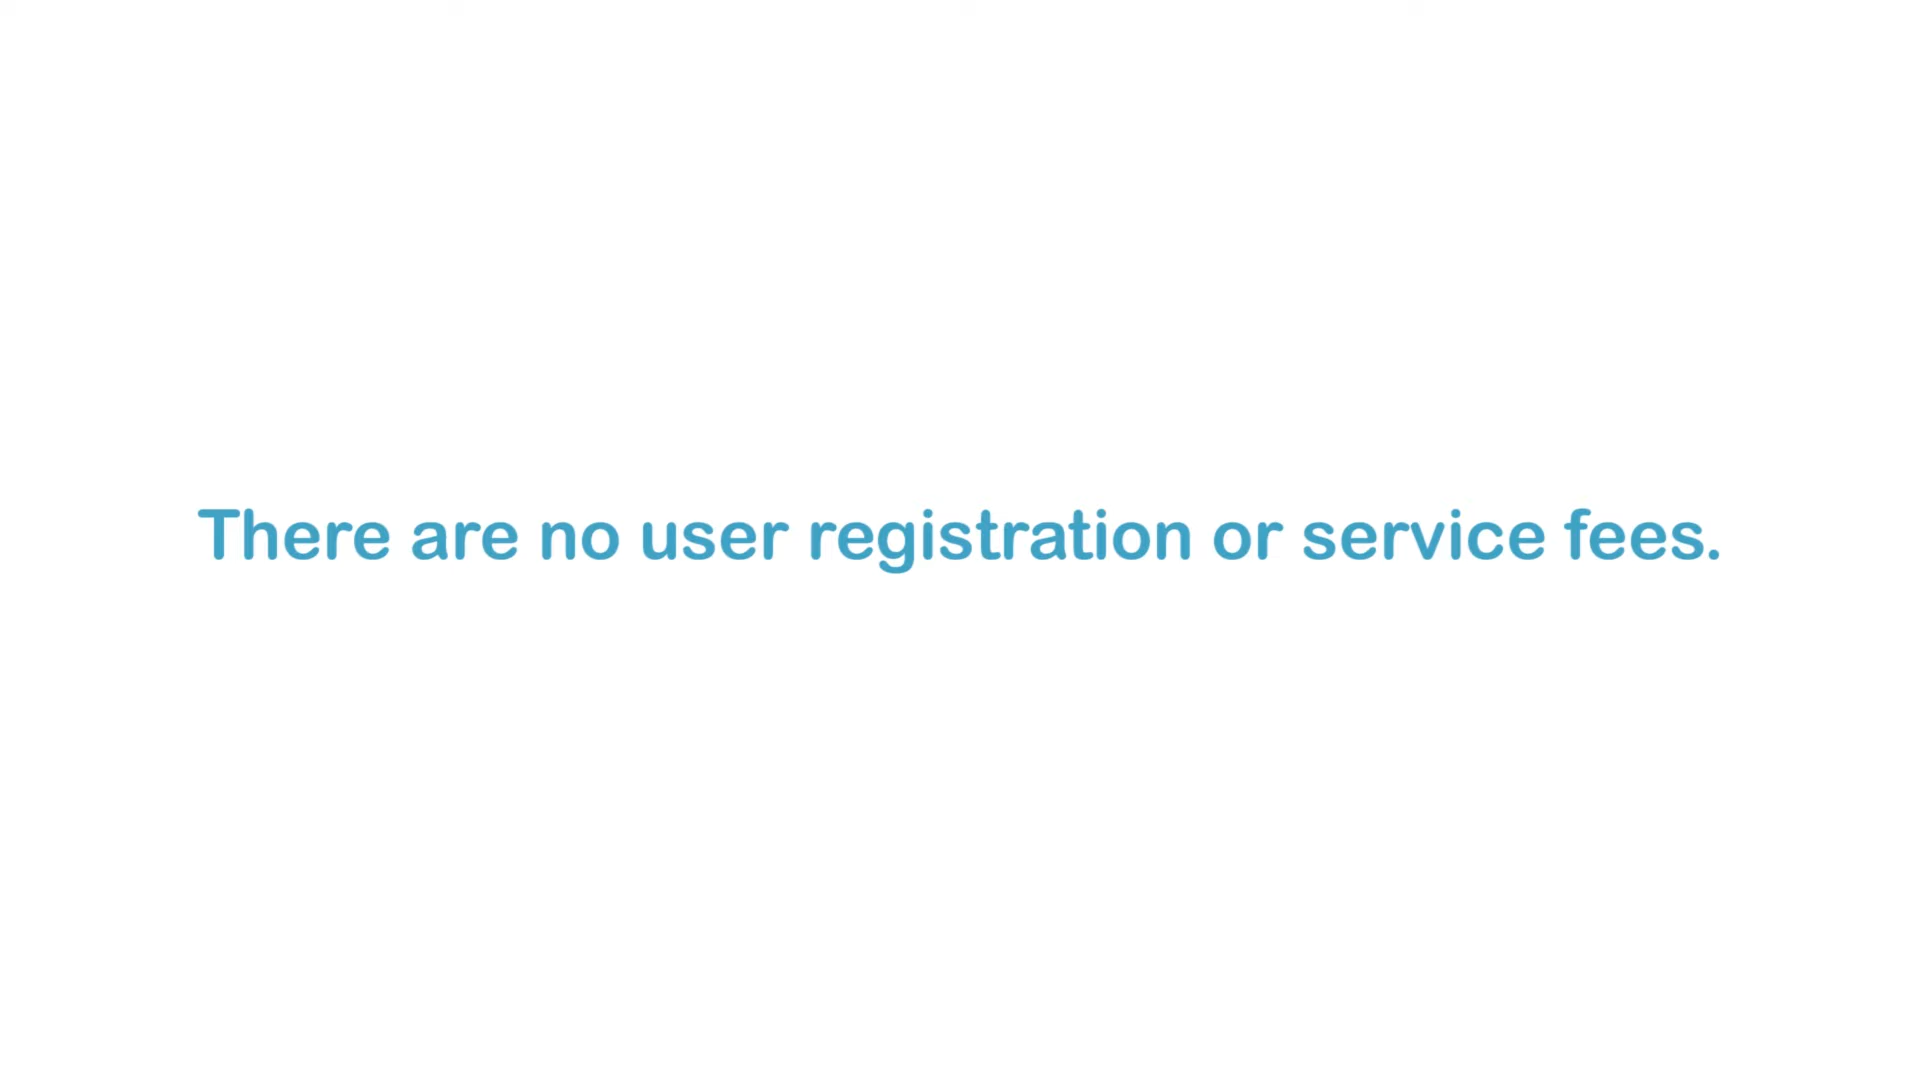 There are no user registration or service fees.